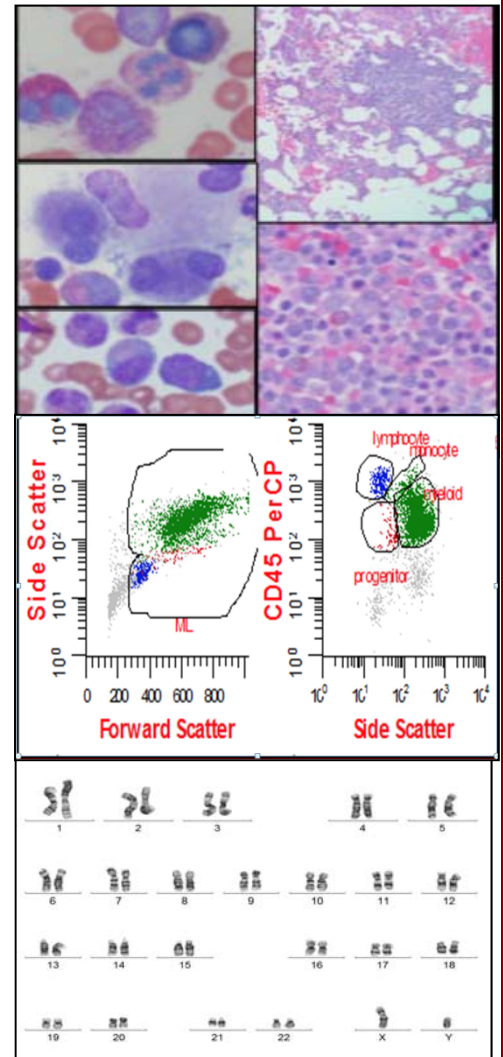 10⁴ 10³ 10² 10¹ 10⁰
Side Scatter
ML
0 200 400 600 800
Forward Scatter
10⁴ 10³ 10² 10¹ 10⁰
CD45 PerCP
lymphocyte
monocyte
myeloid
progenitor
10⁰ 10¹ 10² 10³ 10⁴
Side Scatter
1 2 3 4 5
6 7 8 9 10 11 12
13 14 15 16 17 18
19 20 21 22 X Y